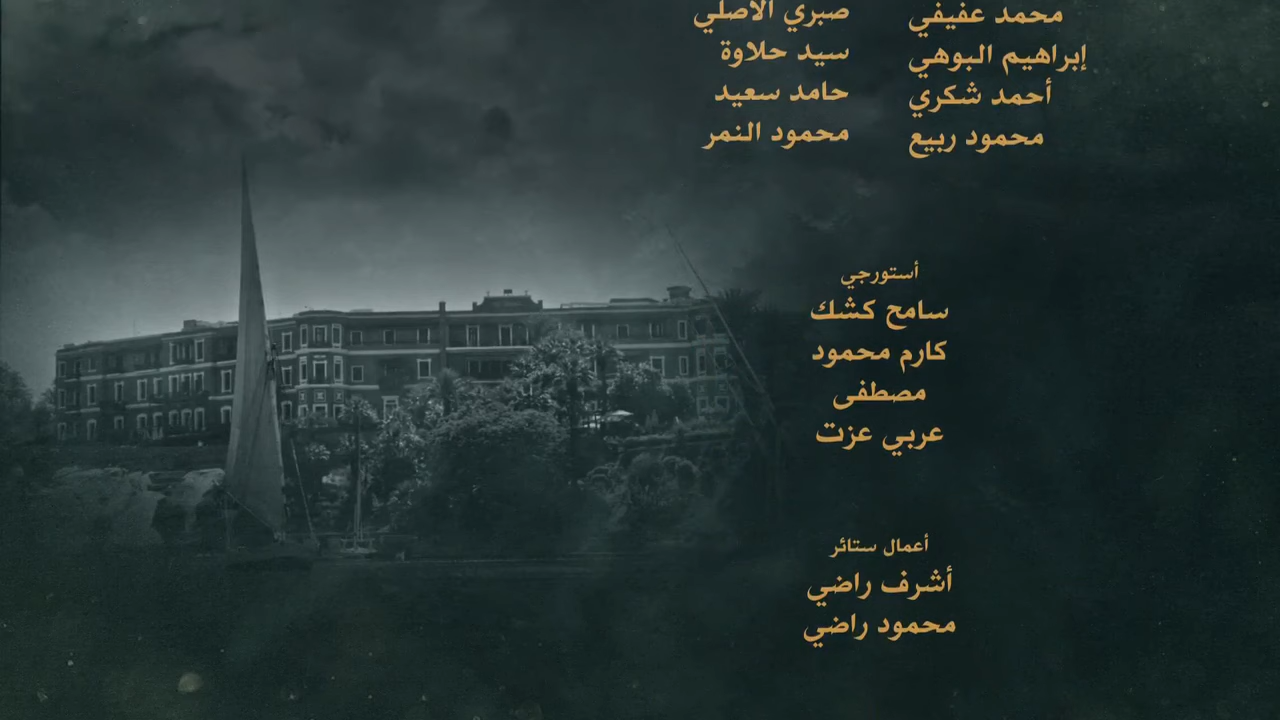 محمد عفيفي صبري الأصلي
إبراهيم البوهي سيد حلاوة
أحمد شكري حامد سعيد
محمود ربيع محمود النمر
أستورجي
سامح كشك
كارم محمود
مصطفى
عربي عزت
أعمال ستائر
أشرف راضي
محمود راضي